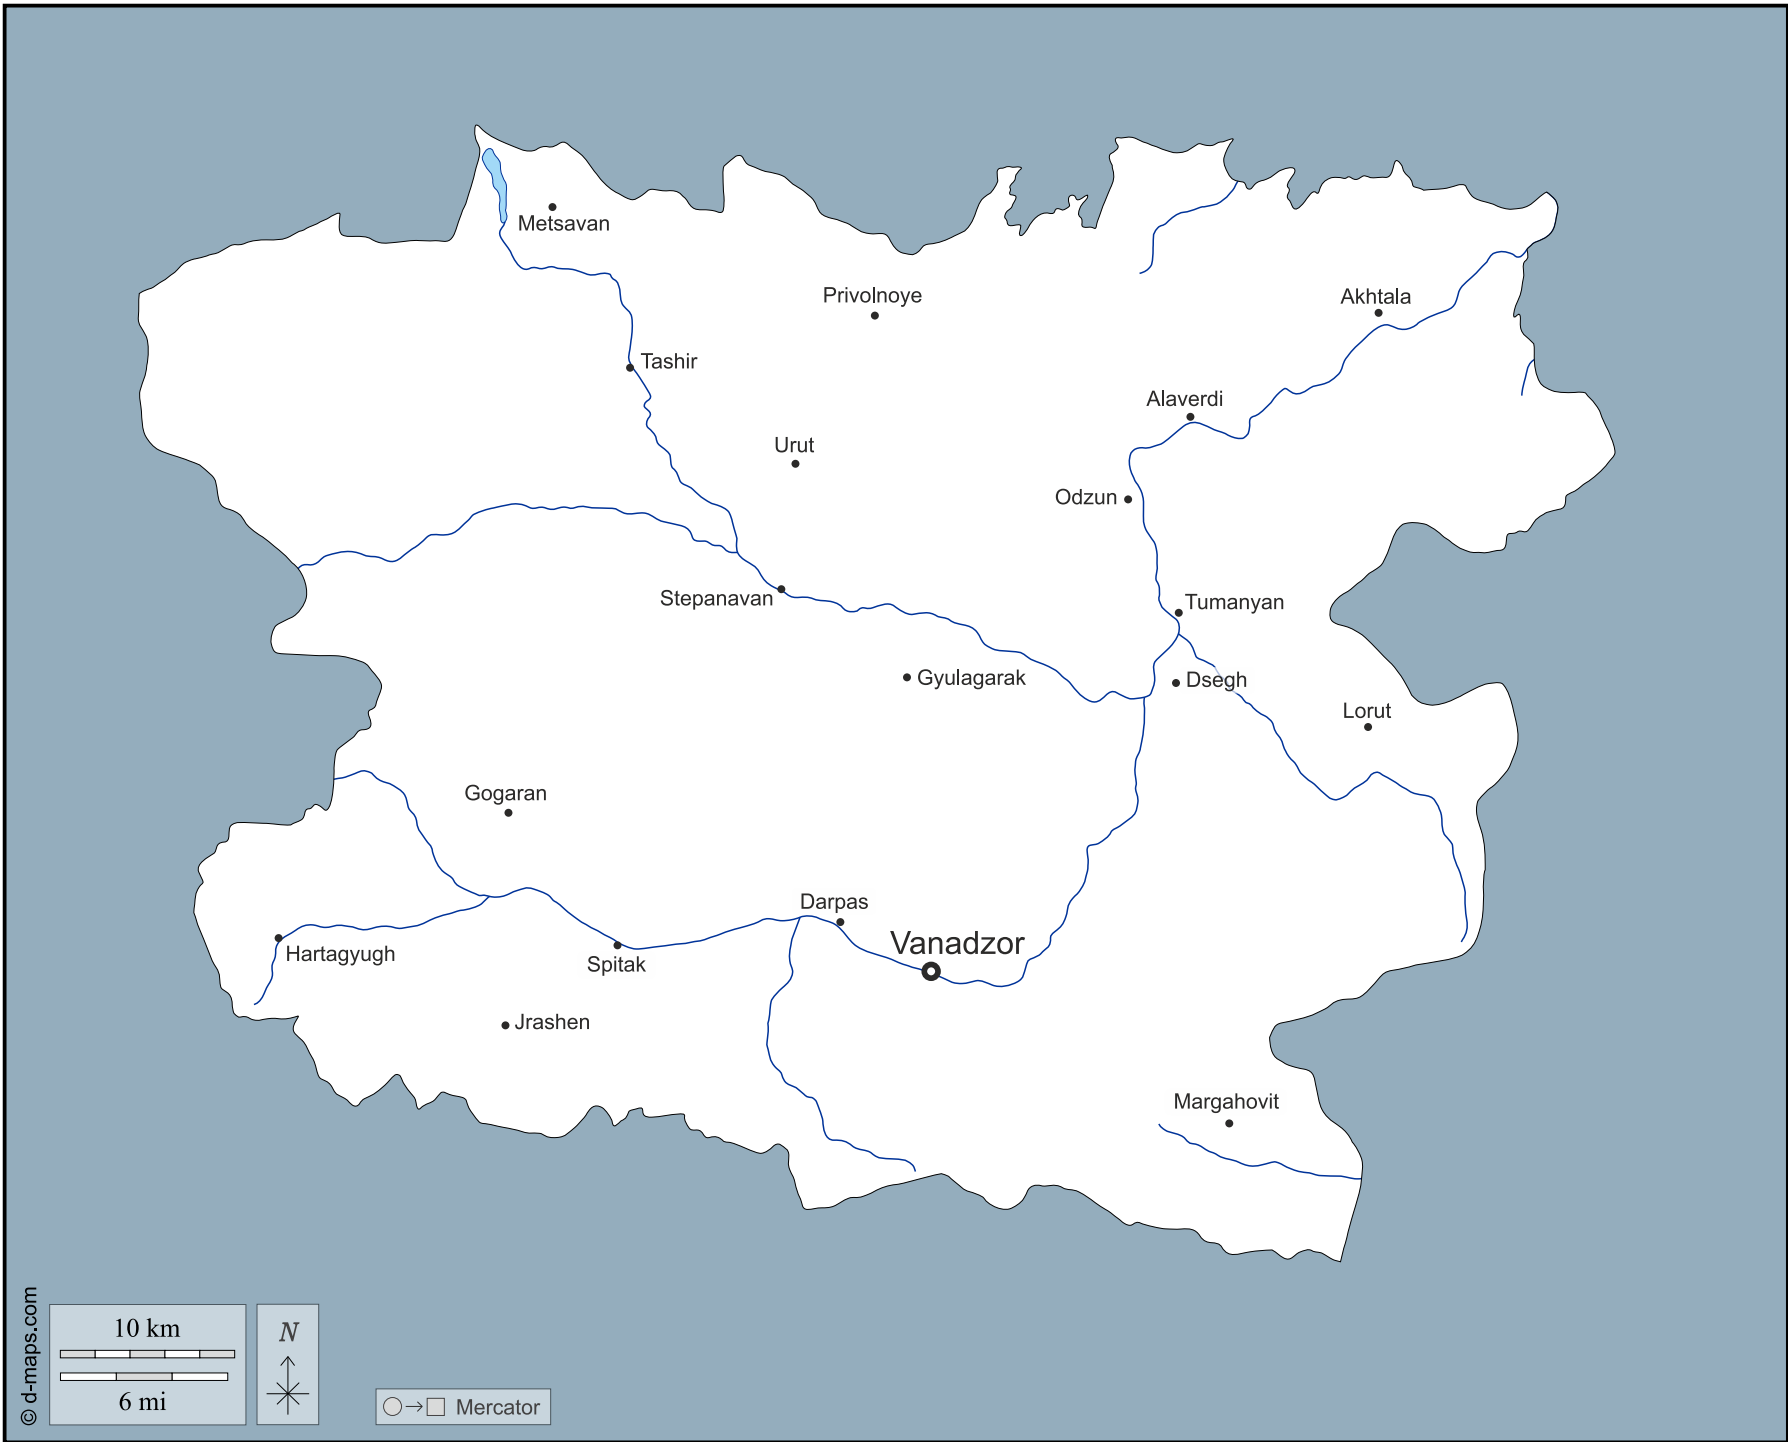 Metsavan
Privolnoye
Akhtala
Tashir
Alaverdi
Urut
Odzun
Stepanavan
Tumanyan
Gyulagarak
Dsegh
Lorut
Gogaran
Darpas
Vanadzor
Hartagyugh
Spitak
Jrashen
Margahovit
© d-maps.com
10 km
6 mi
N
Mercator